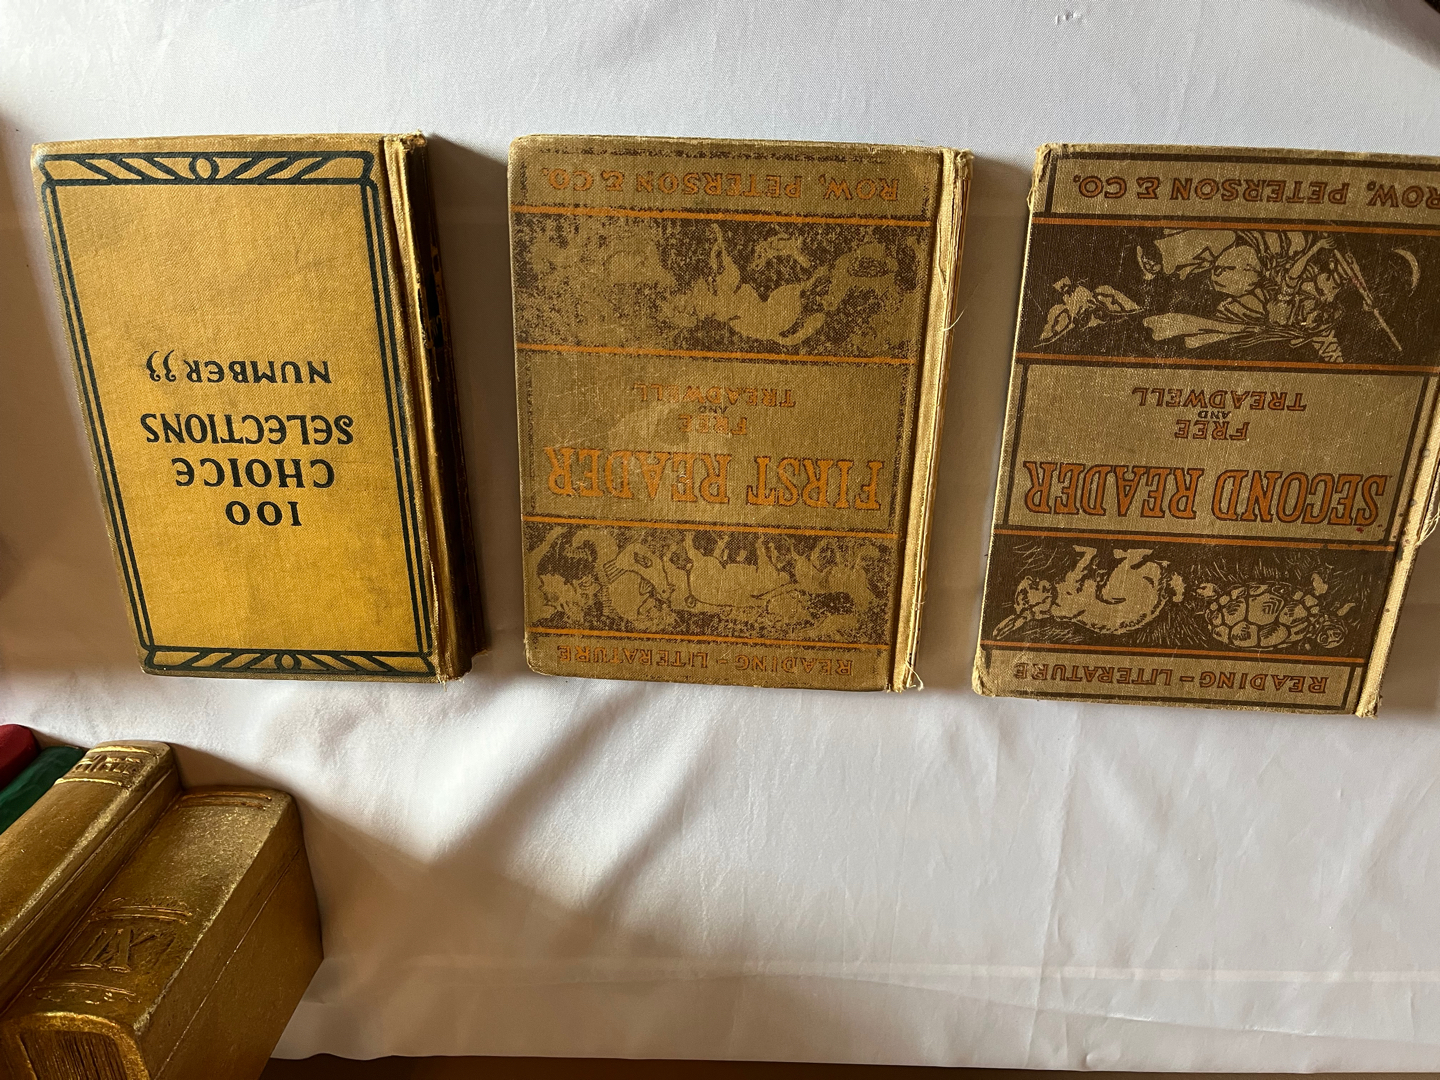 100
CHOICE
SELECTIONS
NUMBER 33
READING - LITERATURE
FIRST READER
FREE
AND
TREADWELL
ROW, PETERSON & CO.
READING - LITERATURE
SECOND READER
FREE
AND
TREADWELL
ROW, PETERSON & CO.